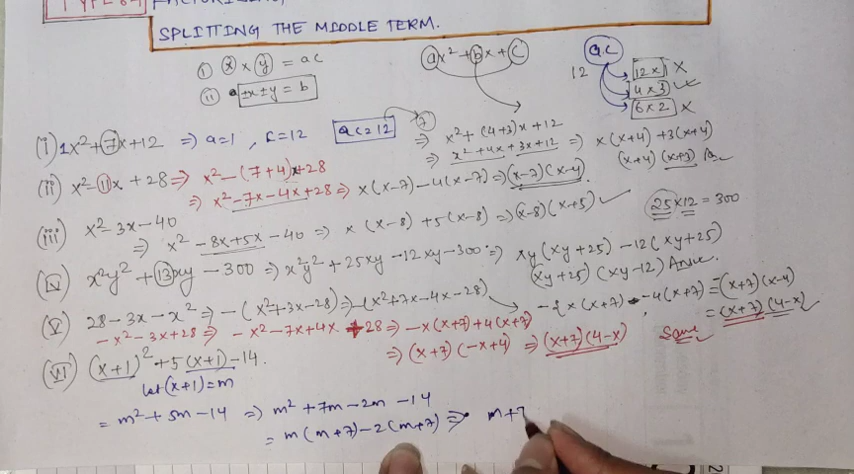 FACTORISING
SPLITTING THE MIDDLE TERM.
(i) x × y = ac
(ii) ±x ±y = b
ax² + bx + c
ac
12
12 × 1 ×
4 × 3 ✓
6 × 2 ×
(i) 1x² + 7x + 12 ⇒ a=1, c=12
ac=12
7
⇒ x² + (4+3)x + 12
⇒ x² + 4x + 3x + 12 ⇒ x(x+4) + 3(x+4)
(x+4) (x+3)
(ii) x² - 11x + 28 ⇒ x² - (7+4)x + 28
⇒ x² - 7x - 4x + 28 ⇒ x(x-7) - 4(x-7) ⇒ (x-7)(x-4).
(iii) x² - 3x - 40
⇒ x² - 8x + 5x - 40 ⇒ x(x-8) + 5(x-8) ⇒ (x-8)(x+5) ✓
25 × 12 = 300
(iv) x²y² + 13xy - 300 ⇒ x²y² + 25xy - 12xy - 300 ⇒ xy(xy+25) - 12(xy+25)
(xy+25) (xy-12)
(v) 28 - 3x - x² ⇒ -(x²+3x-28) ⇒ -(x²+7x-4x-28)
-{x(x+7) - 4(x+7) = -(x+7)(x-4)
= (x+7)(4-x)
-x² - 3x + 28 ⇒ -x² - 7x + 4x + 28 ⇒ -x(x+7) + 4(x+7)
⇒ (x+7)(-x+4) ⇒ (x+7)(4-x)
Same
(vi) (x+1)² + 5(x+1) - 14.
let (x+1) = m
= m² + 5m - 14 ⇒ m² + 7m - 2m - 14
= m(m+7) - 2(m+7) ⇒ m+7